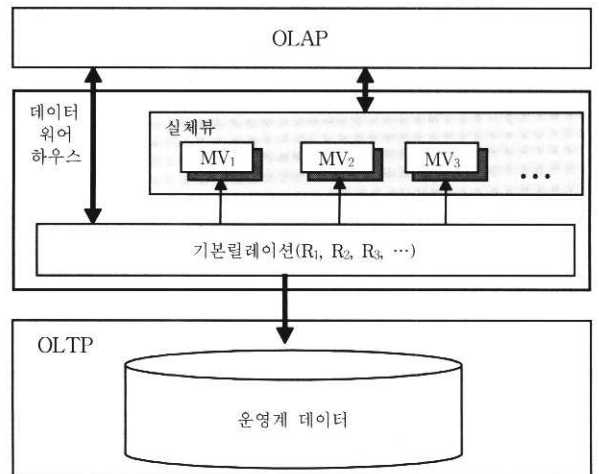 OLAP
데이터
워어
하우스
실체뷰
MV₁ MV₂ MV₃ ...
기본릴레이션(R₁, R₂, R₃, …)
OLTP
운영계 데이터